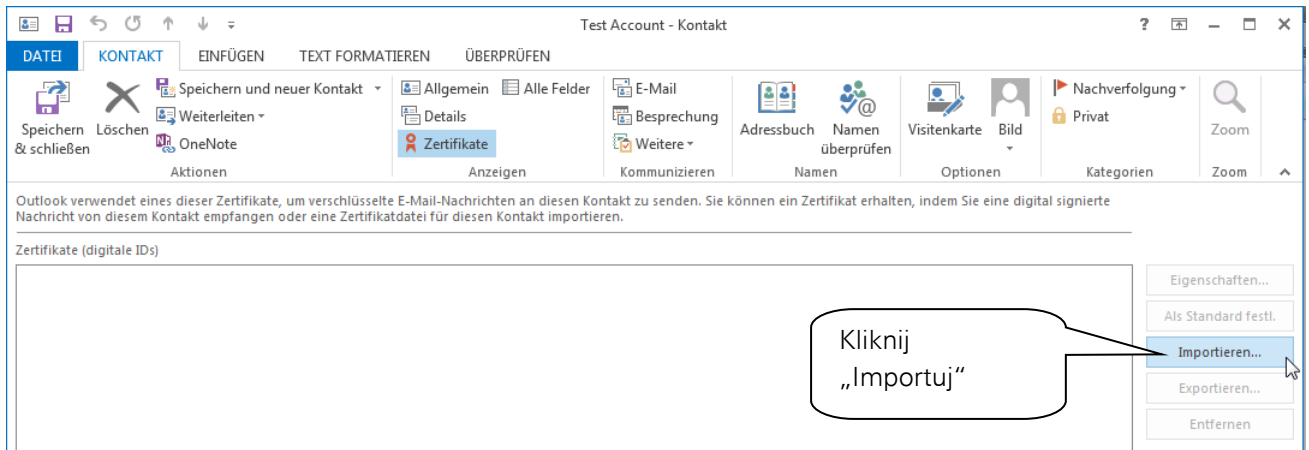 Test Account - Kontakt
?
DATEI KONTAKT EINFÜGEN TEXT FORMATIEREN ÜBERPRÜFEN
Speichern
& schließen
Löschen
Speichern und neuer Kontakt
Weiterleiten
OneNote
Aktionen
Allgemein
Details
Zertifikate
Alle Felder
Anzeigen
E-Mail
Besprechung
Weitere
Kommunizieren
Adressbuch
Namen
überprüfen
Namen
Visitenkarte
Bild
Optionen
Nachverfolgung
Privat
Kategorien
Zoom
Zoom
Outlook verwendet eines dieser Zertifikate, um verschlüsselte E-Mail-Nachrichten an diesen Kontakt zu senden. Sie können ein Zertifikat erhalten, indem Sie eine digital signierte
Nachricht von diesem Kontakt empfangen oder eine Zertifikatdatei für diesen Kontakt importieren.
Zertifikate (digitale IDs)
Eigenschaften...
Als Standard festl.
Importieren...
Exportieren...
Entfernen
Kliknij
„Importuj“